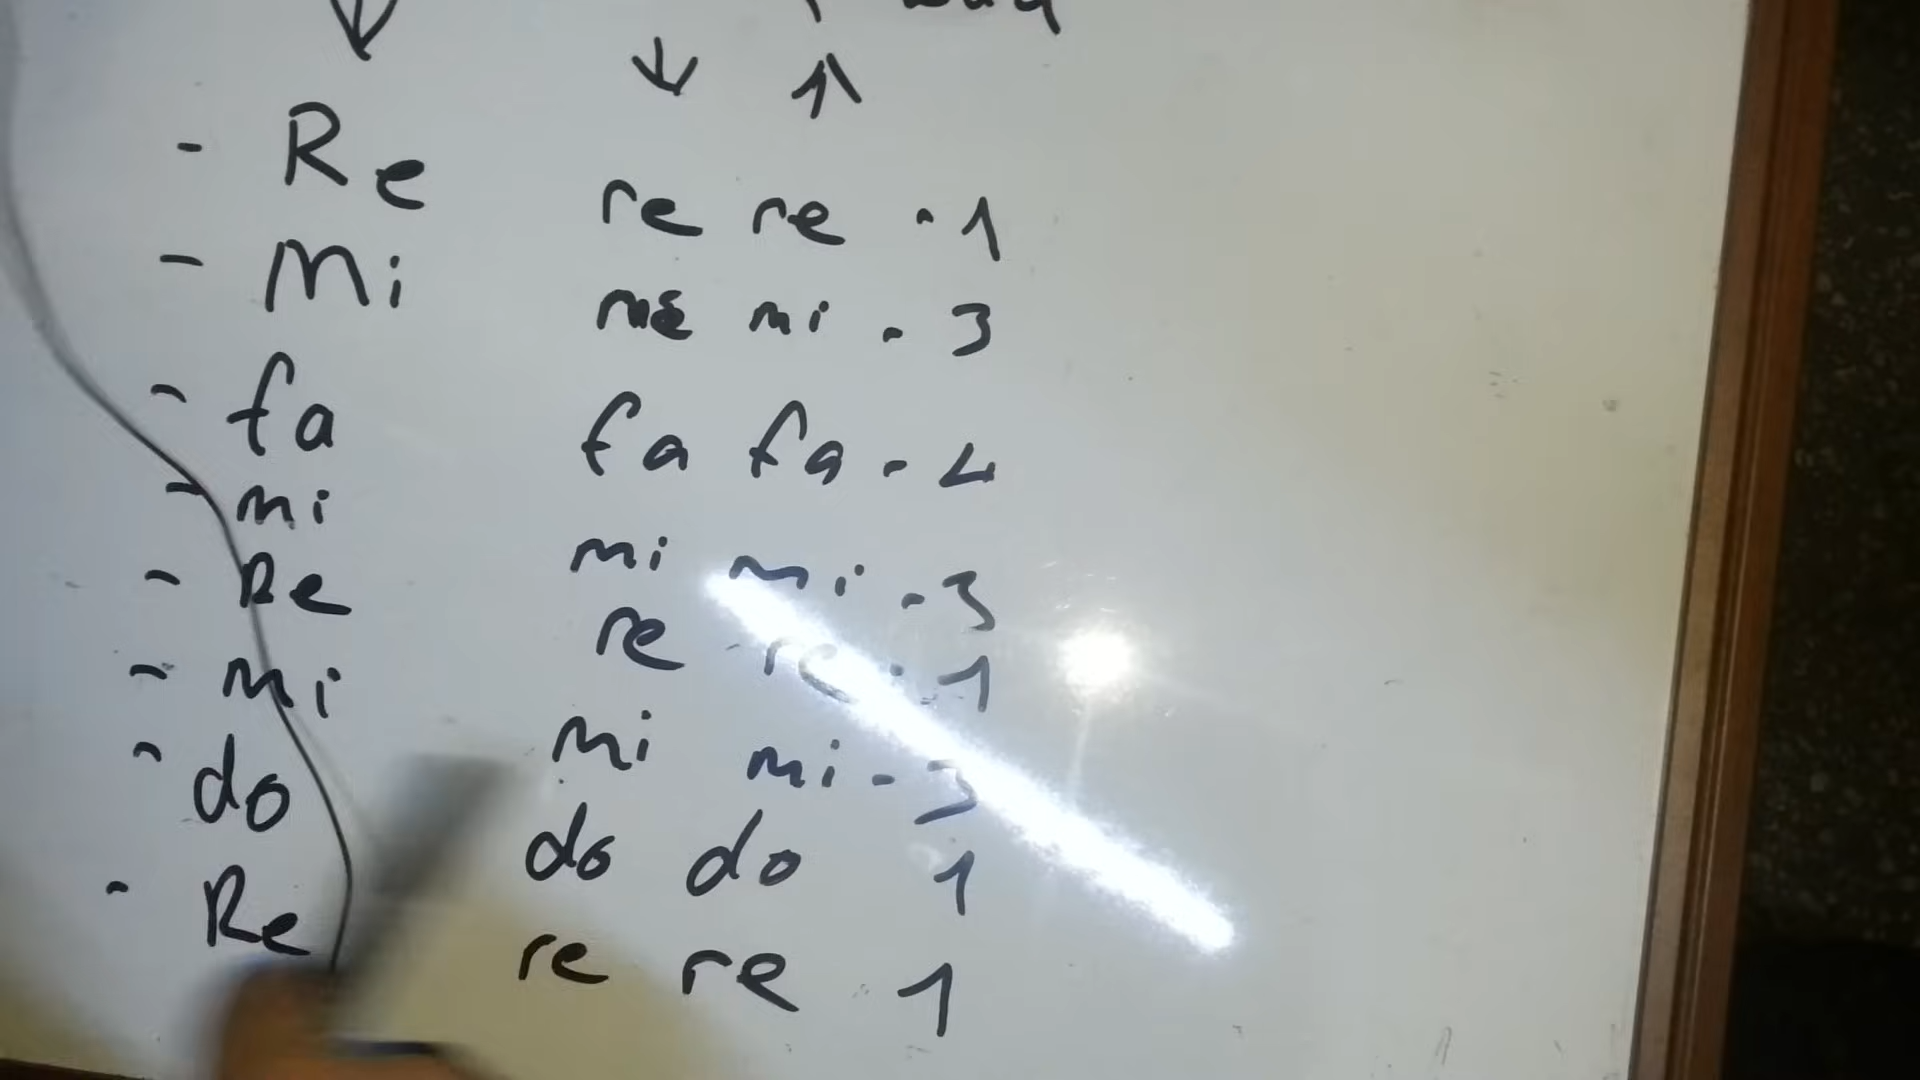 - Re re re - 1
- Mi me mi - 3
- fa fa fa - 4
- mi mi mi - 3
- Re re re - 1
- Mi mi mi - 3
- do do do 1
- Re re re 1